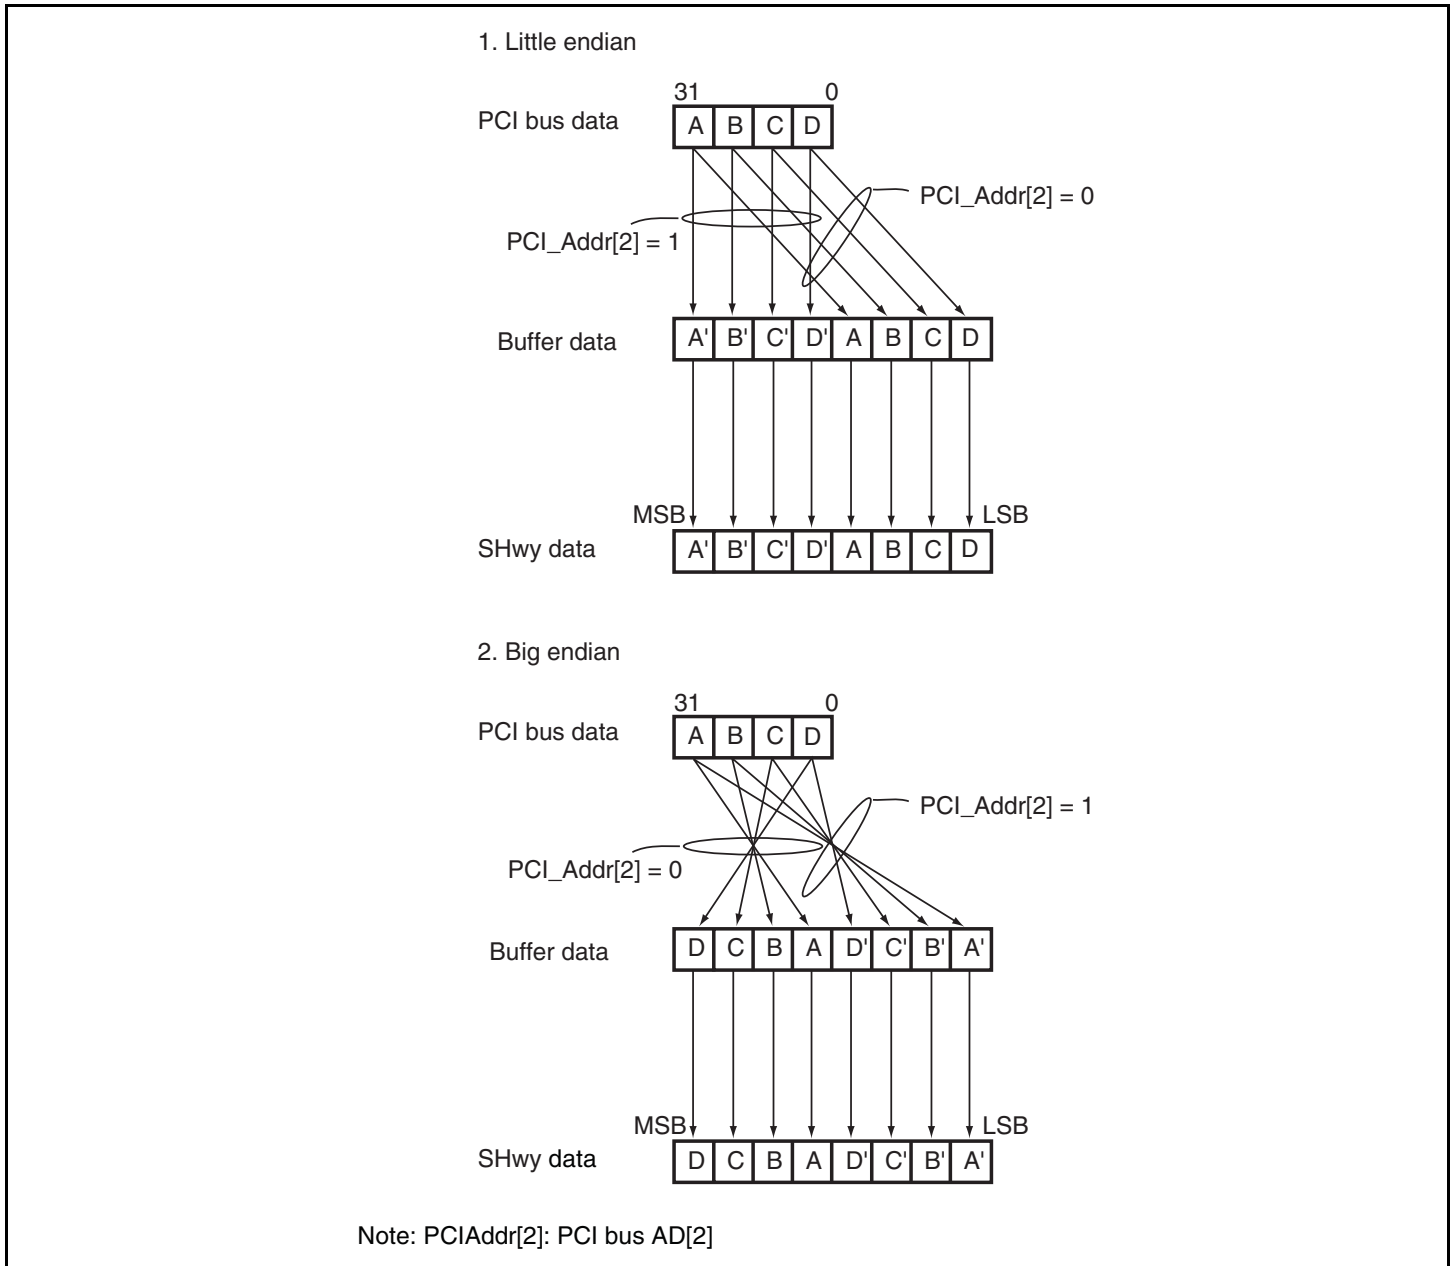 1. Little endian
31 0
PCI bus data A B C D
PCI_Addr[2] = 0
PCI_Addr[2] = 1
Buffer data A' B' C' D' A B C D
MSB LSB
SHwy data A' B' C' D' A B C D
2. Big endian
31 0
PCI bus data A B C D
PCI_Addr[2] = 1
PCI_Addr[2] = 0
Buffer data D C B A D' C' B' A'
MSB LSB
SHwy data D C B A D' C' B' A'
Note: PCIAddr[2]: PCI bus AD[2]